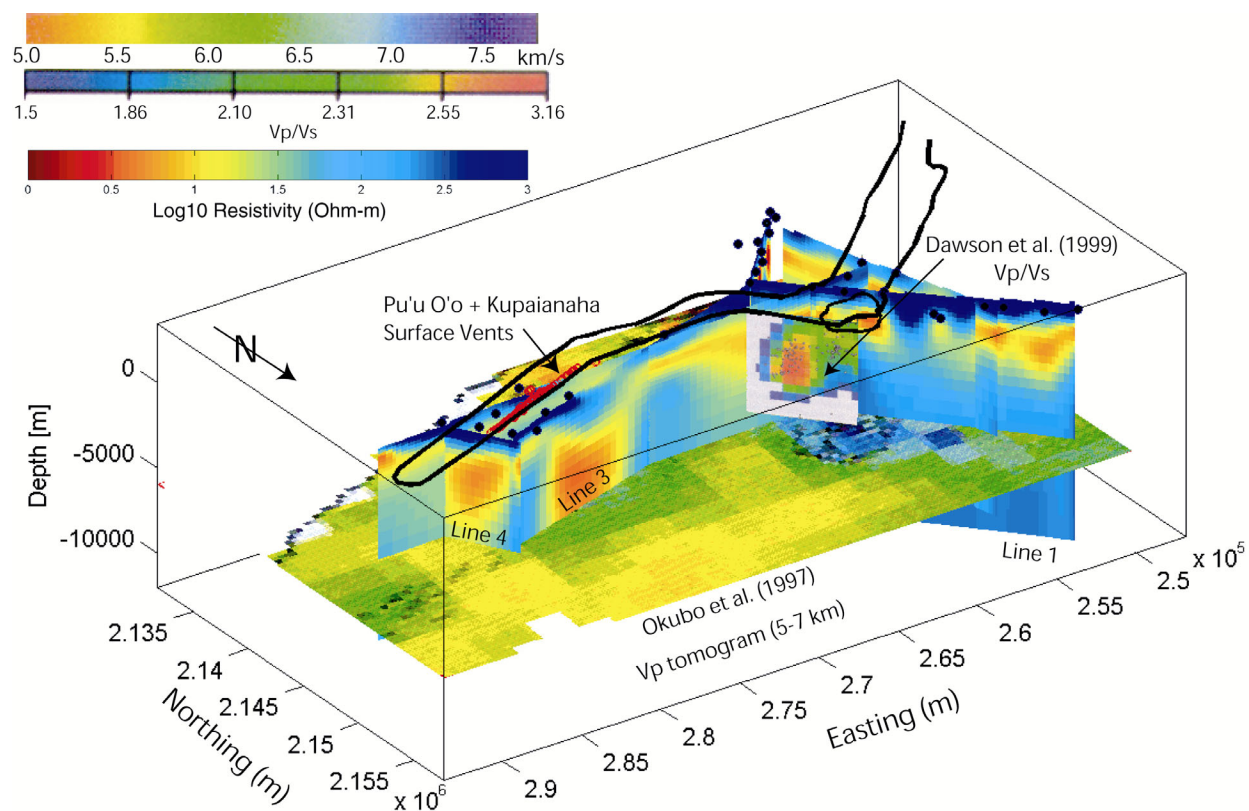 5.0 5.5 6.0 6.5 7.0 7.5 km/s
1.5 1.86 2.10 2.31 2.55 3.16
Vp/Vs
0 0.5 1 1.5 2 2.5 3
Log10 Resistivity (Ohm-m)
Dawson et al. (1999)
Vp/Vs
Pu'u O'o + Kupaianaha
Surface Vents
N
0
-5000
-10000
Depth [m]
Line 3
Line 4
Line 1
Okubo et al. (1997)
Vp tomogram (5-7 km)
2.135
2.14
2.145
2.15
2.155
x 10^6
Northing (m)
2.9
2.85
2.8
2.75
2.7
2.65
2.6
2.55
2.5
x 10^5
Easting (m)